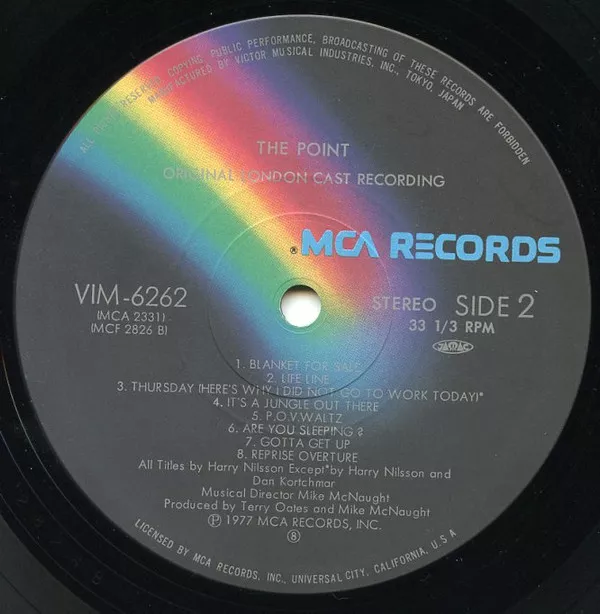 ALL RIGHTS RESERVED. COPYING, PUBLIC PERFORMANCE, BROADCASTING OF THESE RECORDS ARE FORBIDDEN
MANUFACTURED BY VICTOR MUSICAL INDUSTRIES, INC., TOKYO, JAPAN
THE POINT
ORIGINAL LONDON CAST RECORDING
® MCA RECORDS
VIM-6262
(MCA 2331)
(MCF 2826 B)
STEREO SIDE 2
33 1/3 RPM
JASRAC
1. BLANKET FOR SALE
2. LIFE LINE
3. THURSDAY (HERE'S WHY I DID NOT GO TO WORK TODAY)*
4. IT'S A JUNGLE OUT THERE
5. P.O.V. WALTZ
6. ARE YOU SLEEPING ?
7. GOTTA GET UP
8. REPRISE OVERTURE
All Titles by Harry Nilsson Except*by Harry Nilsson and
Dan Kortchmar
Musical Director Mike McNaught
Produced by Terry Oates and Mike McNaught
Ⓟ 1977 MCA RECORDS, INC.
⑧
LICENSED BY MCA RECORDS, INC., UNIVERSAL CITY, CALIFORNIA, U.S.A